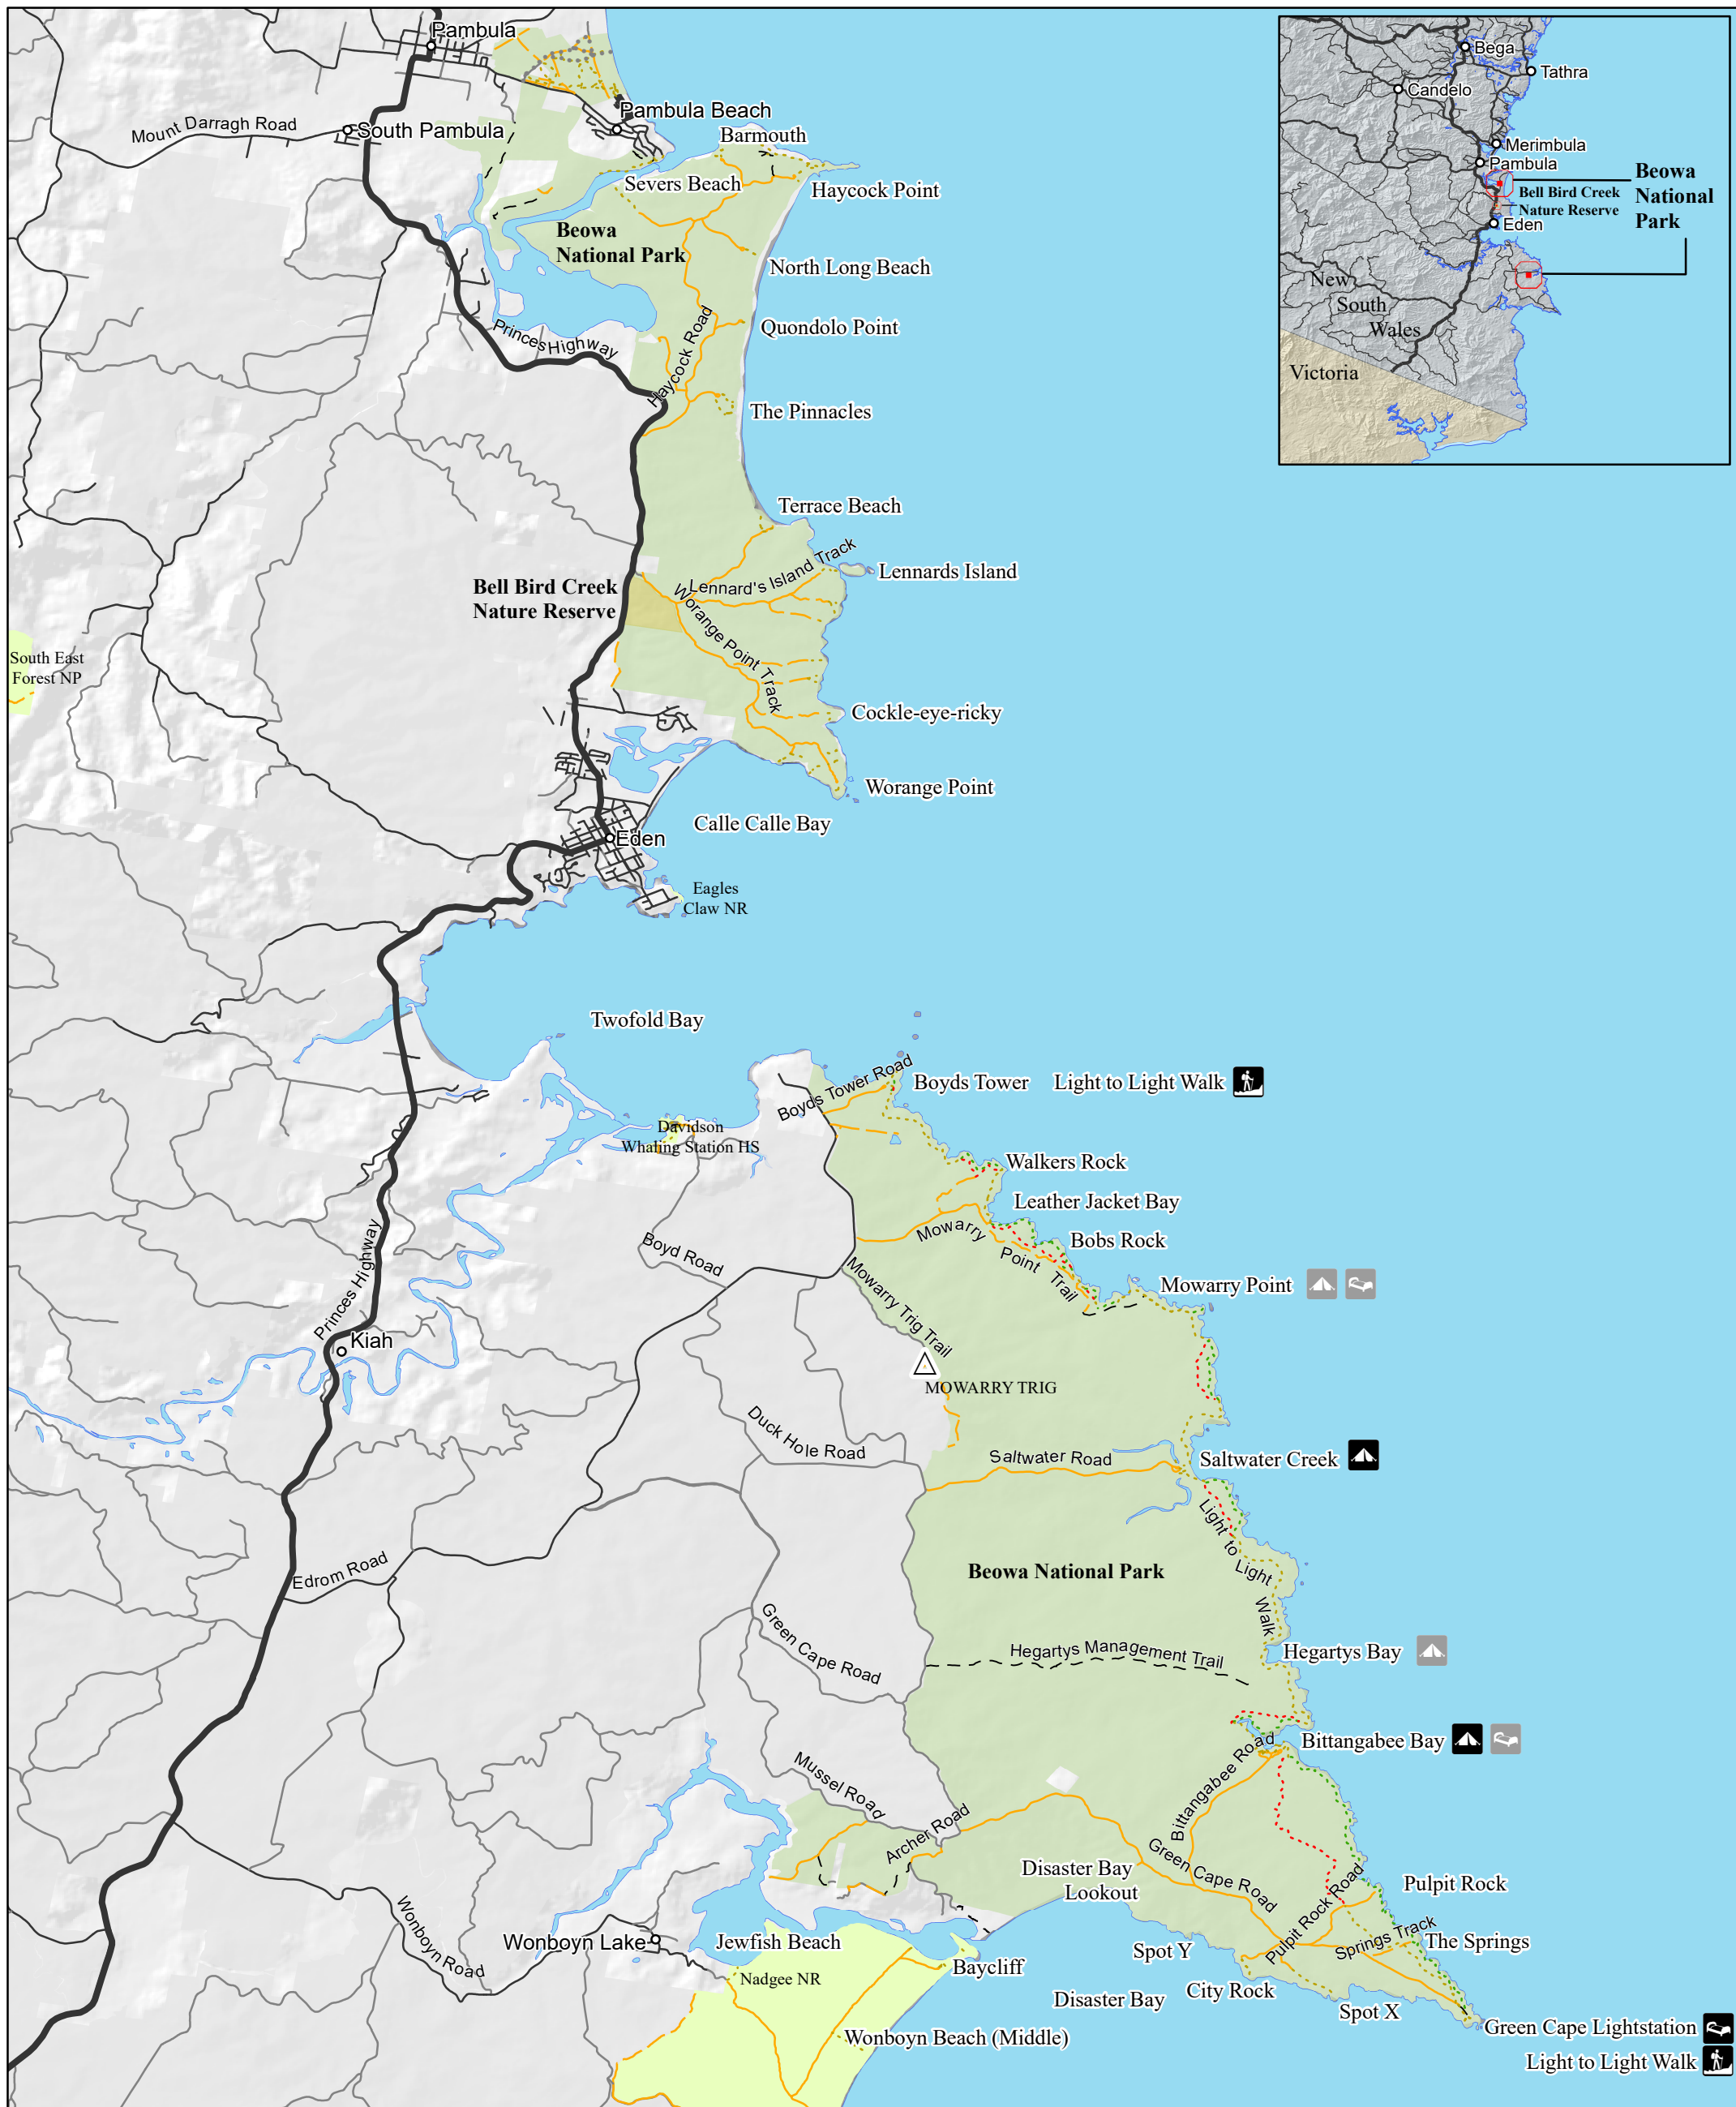 Pambula
Pambula Beach
Mount Darragh Road
South Pambula
Barmouth
Severs Beach
Haycock Point
Beowa
National Park
North Long Beach
Haycock Road
Quondolo Point
Princes Highway
The Pinnacles
Terrace Beach
Lennard's Island Track
Lennards Island
Bell Bird Creek
Nature Reserve
Worange Point Track
South East
Forest NP
Cockle-eye-ricky
Worange Point
Calle Calle Bay
Eden
Eagles
Claw NR
Twofold Bay
Boyds Tower Road
Boyds Tower
Light to Light Walk
Davidson
Whaling Station HS
Walkers Rock
Leather Jacket Bay
Mowarry Point Trail
Bobs Rock
Boyd Road
Mowarry Point
Mowarry Trig Trail
Princes Highway
Kiah
MOWARRY TRIG
Duck Hole Road
Saltwater Road
Saltwater Creek
Light to Light Walk
Beowa National Park
Edrom Road
Green Cape Road
Hegartys Management Trail
Hegartys Bay
Bittangabee Bay
Bittangabee Road
Mussel Road
Archer Road
Green Cape Road
Disaster Bay
Lookout
Pulpit Rock Road
Pulpit Rock
Springs Track
The Springs
Wonboyn Road
Wonboyn Lake
Jewfish Beach
Nadgee NR
Baycliff
Spot Y
City Rock
Disaster Bay
Spot X
Wonboyn Beach (Middle)
Green Cape Lightstation
Light to Light Walk
Bega
Tathra
Candelo
Merimbula
Pambula
Beowa
National
Park
Bell Bird Creek
Nature Reserve
Eden
New
South
Wales
Victoria